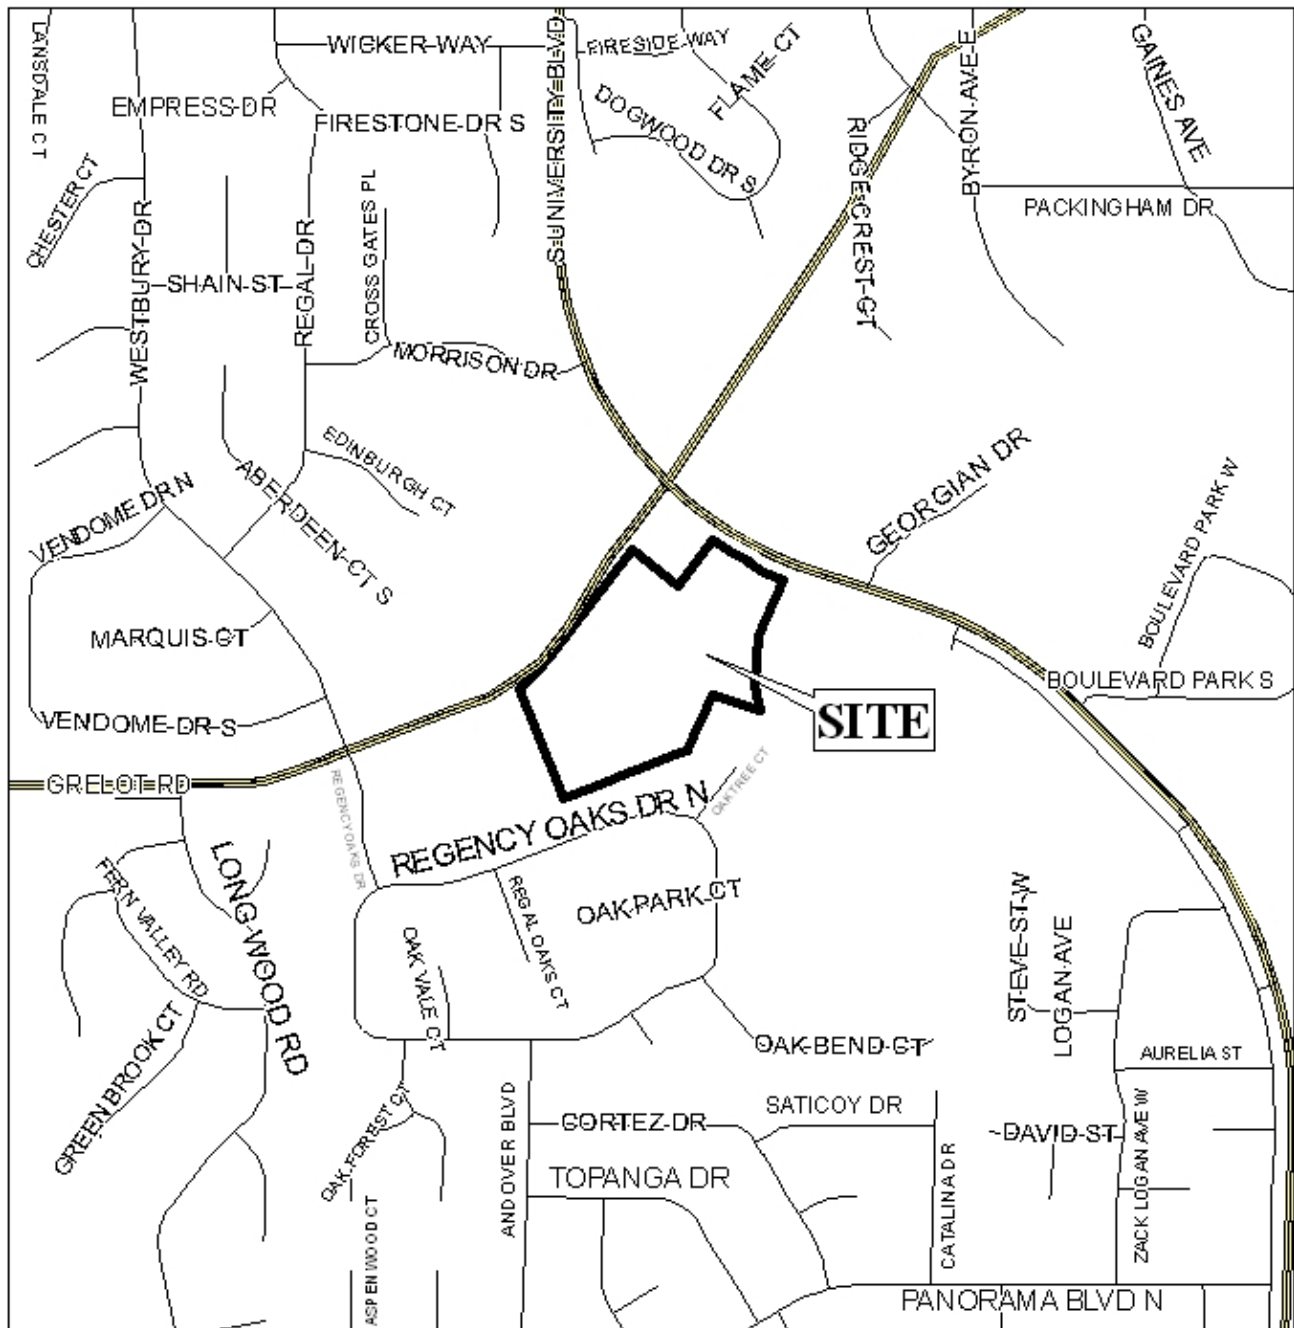 LANSDALE CT
WICKER WAY
S UNIVERSITY BLVD
FIRESIDE WAY
FLAME CT
BYRON AVE E
GAINES AVE
EMPRESS DR
FIRESTONE DR S
DOGWOOD DR S
RIDGECREST CT
CHESTER CT
WESTBURY DR
REGAL DR
CROSS GATES PL
PACKINGHAM DR
SHAIN ST
MORRISON DR
EDINBURGH CT
GEORGIAN DR
VENDOME DR N
ABERDEEN CT S
BOULEVARD PARK W
MARQUIS CT
BOULEVARD PARK S
VENDOME DR S
SITE
GRELOT RD
REGENCY OAKS DR
OAKTREE CT
REGENCY OAKS DR N
LONG WOOD RD
FERN VALLEY RD
REGAL OAKS CT
OAK PARK CT
STEVE ST W
LOGAN AVE
OAK VALE CT
GREENBROOK CT
OAK BEND CT
AURELIA ST
OAK FOREST CT
ANDOVER BLVD
CORTEZ DR
SATICOY DR
DAVID ST
ZACK LOGAN AVE W
TOPANGA DR
CATALINA DR
ASPENWOOD CT
PANORAMA BLVD N